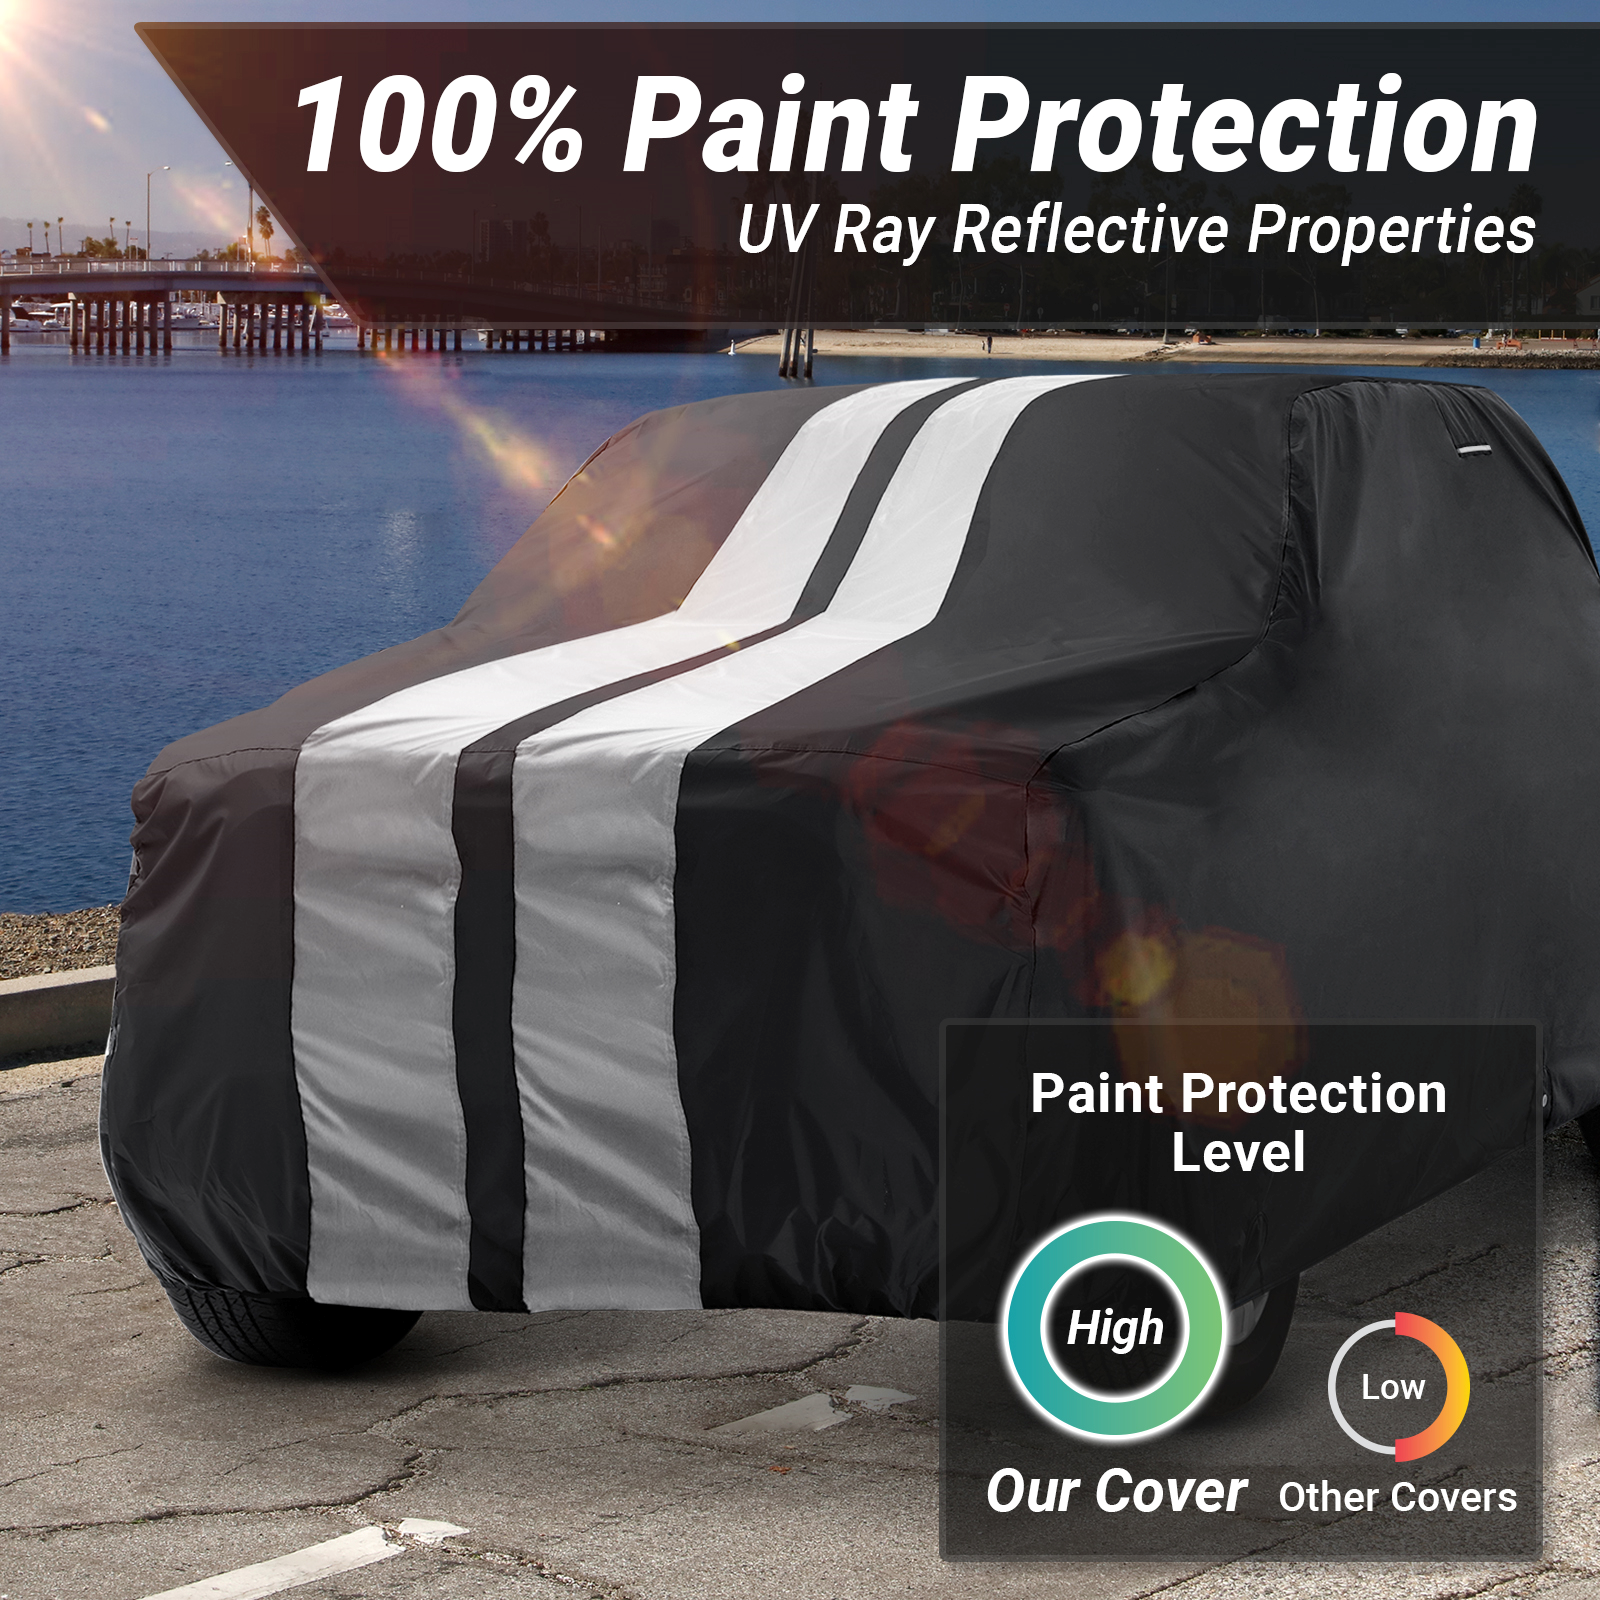 100% Paint Protection
UV Ray Reflective Properties
Paint Protection
Level
High
Low
Our Cover
Other Covers